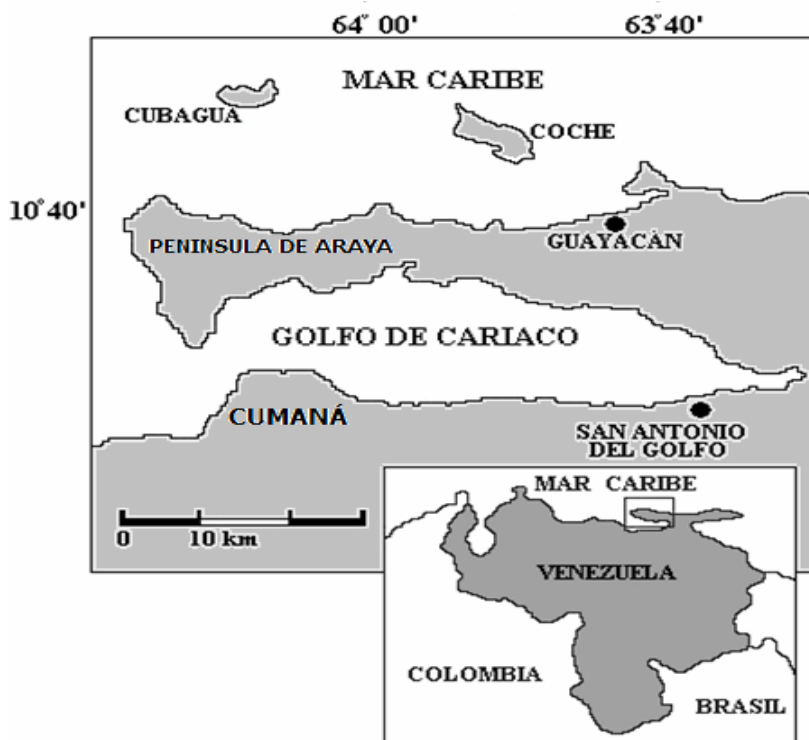 64° 00'
63° 40'
MAR CARIBE
CUBAGUA
COCHE
10° 40'
PENINSULA DE ARAYA
GUAYACÀN
GOLFO DE CARIACO
CUMANÁ
SAN ANTONIO
DEL GOLFO
0 10 km
MAR CARIBE
VENEZUELA
COLOMBIA
BRASIL